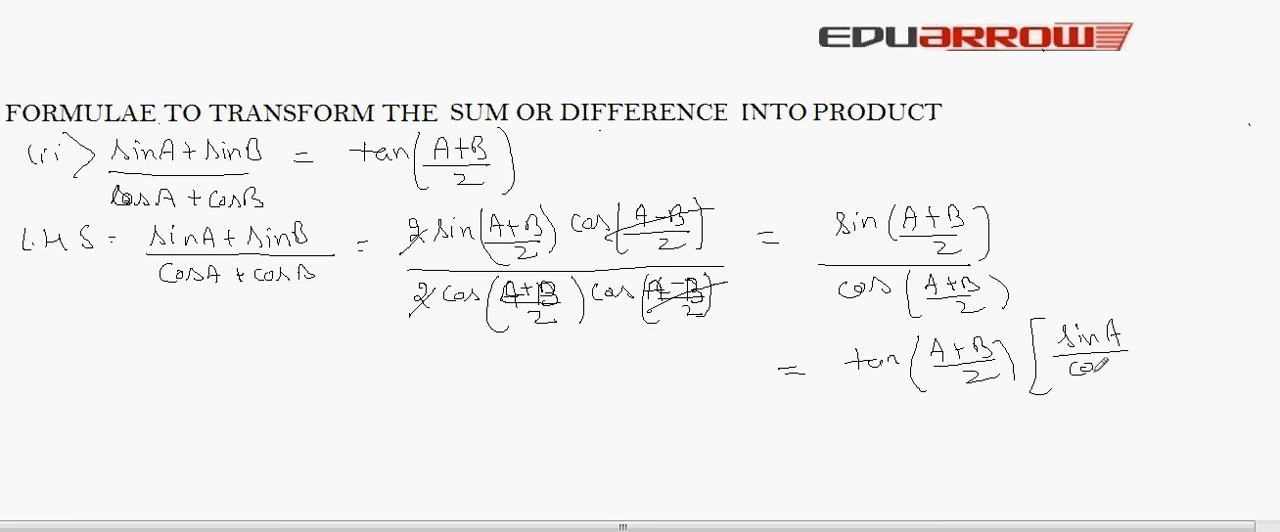 EDUARROW
FORMULAE TO TRANSFORM THE SUM OR DIFFERENCE INTO PRODUCT
(ii) > (sinA + sinB)/(cosA + cosB) = tan((A+B)/2)
L.H.S = (sinA + sinB)/(cosA + cosB) = (2 sin((A+B)/2) cos((A-B)/2))/(2 cos((A+B)/2) cos((A-B)/2)) = sin((A+B)/2)/cos((A+B)/2)
= tan((A+B)/2) [sinA/cos